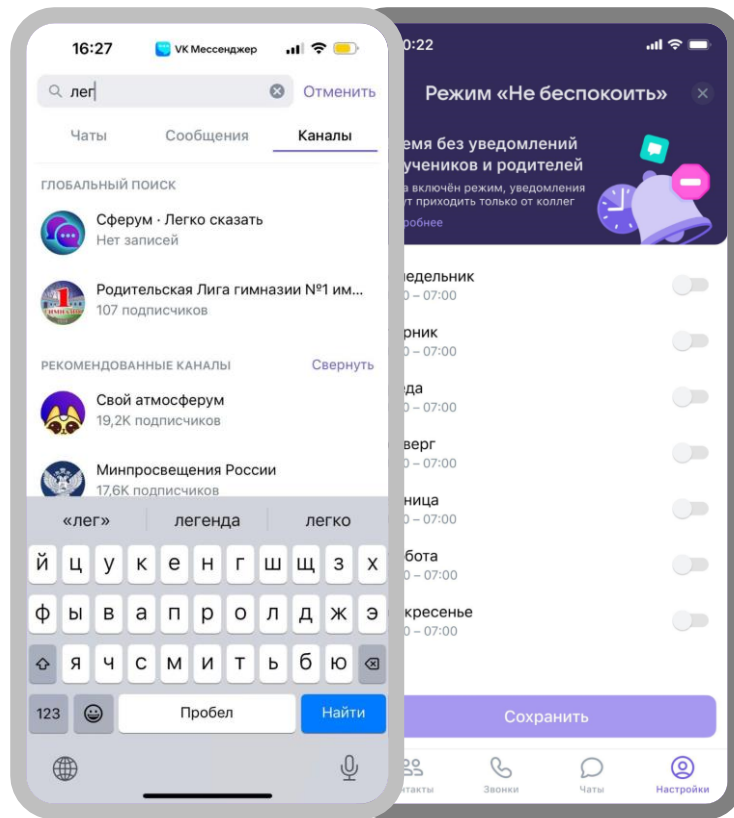 16:27
VK Мессенджер
лег
Отменить
Чаты
Сообщения
Каналы
ГЛОБАЛЬНЫЙ ПОИСК
Сферум · Легко сказать
Нет записей
Родительская Лига гимназии №1 им...
107 подписчиков
РЕКОМЕНДОВАННЫЕ КАНАЛЫ
Свернуть
Свой атмосферум
19,2K подписчиков
Минпросвещения России
17,6K подписчиков
«лег»
легенда
легко
й ц у к е н г ш щ з х
ф ы в а п р о л д ж э
я ч с м и т ь б ю
123
Пробел
Найти
0:22
Режим «Не беспокоить»
емя без уведомлений
учеников и родителей
а включён режим, уведомления
ут приходить только от коллег
робнее
недельник
0 – 07:00
рник
0 – 07:00
да
0 – 07:00
верг
0 – 07:00
ница
0 – 07:00
бота
0 – 07:00
кресенье
0 – 07:00
Сохранить
нтакты
Звонки
Чаты
Настройки